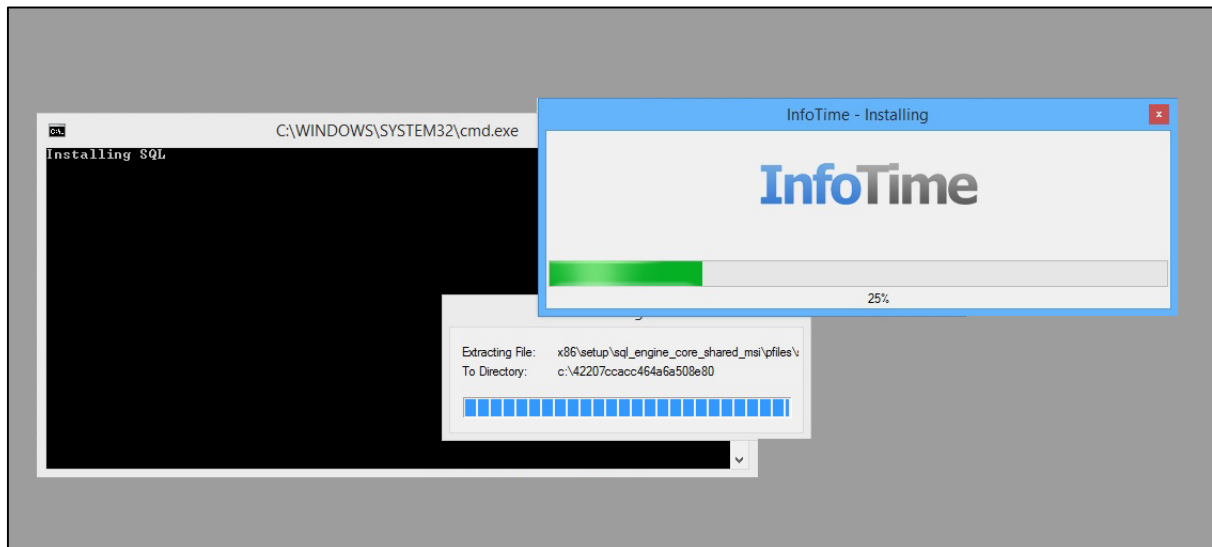 C:\WINDOWS\SYSTEM32\cmd.exe
Installing SQL
InfoTime - Installing
InfoTime
25%
Extracting File: x86\setup\sql_engine_core_shared_msi\pfiles\
To Directory: c:\42207ccacc464a6a508e80